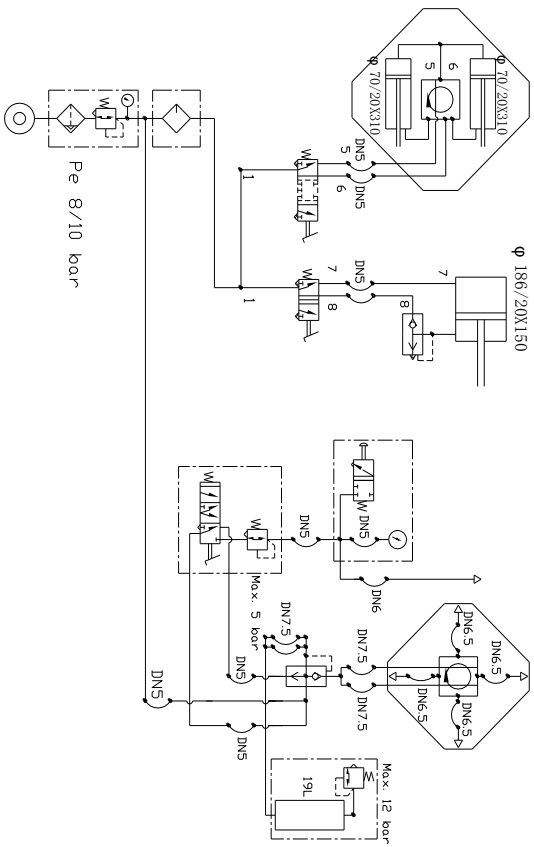 φ 70/20X310
φ 70/20X310
6
5
DN5
DN5
5
6
1
φ 186/20X150
7
DN5
7
8
8
1
Pe 8/10 bar
DN5
DN5
DN6
Max. 5 bar
DN6.5
DN6.5
DN6.5
DN6.5
DN7.5
DN7.5
DN7.5
DN5
DN5
DN5
19L
Max. 12 bar